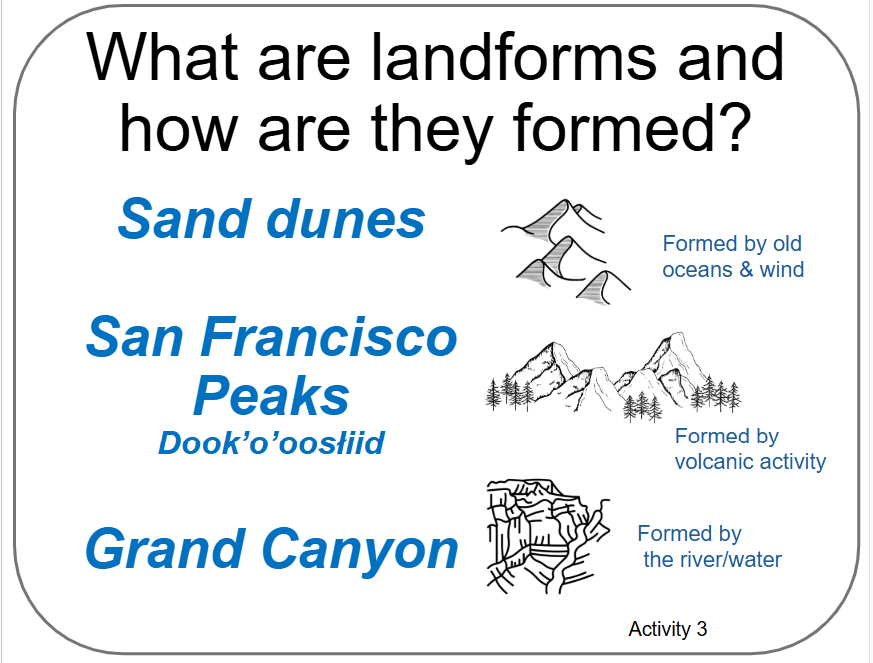 What are landforms and
how are they formed?
Sand dunes
Formed by old
oceans & wind
San Francisco
Peaks
Dook’o’oosłiid
Formed by
volcanic activity
Grand Canyon
Formed by
the river/water
Activity 3